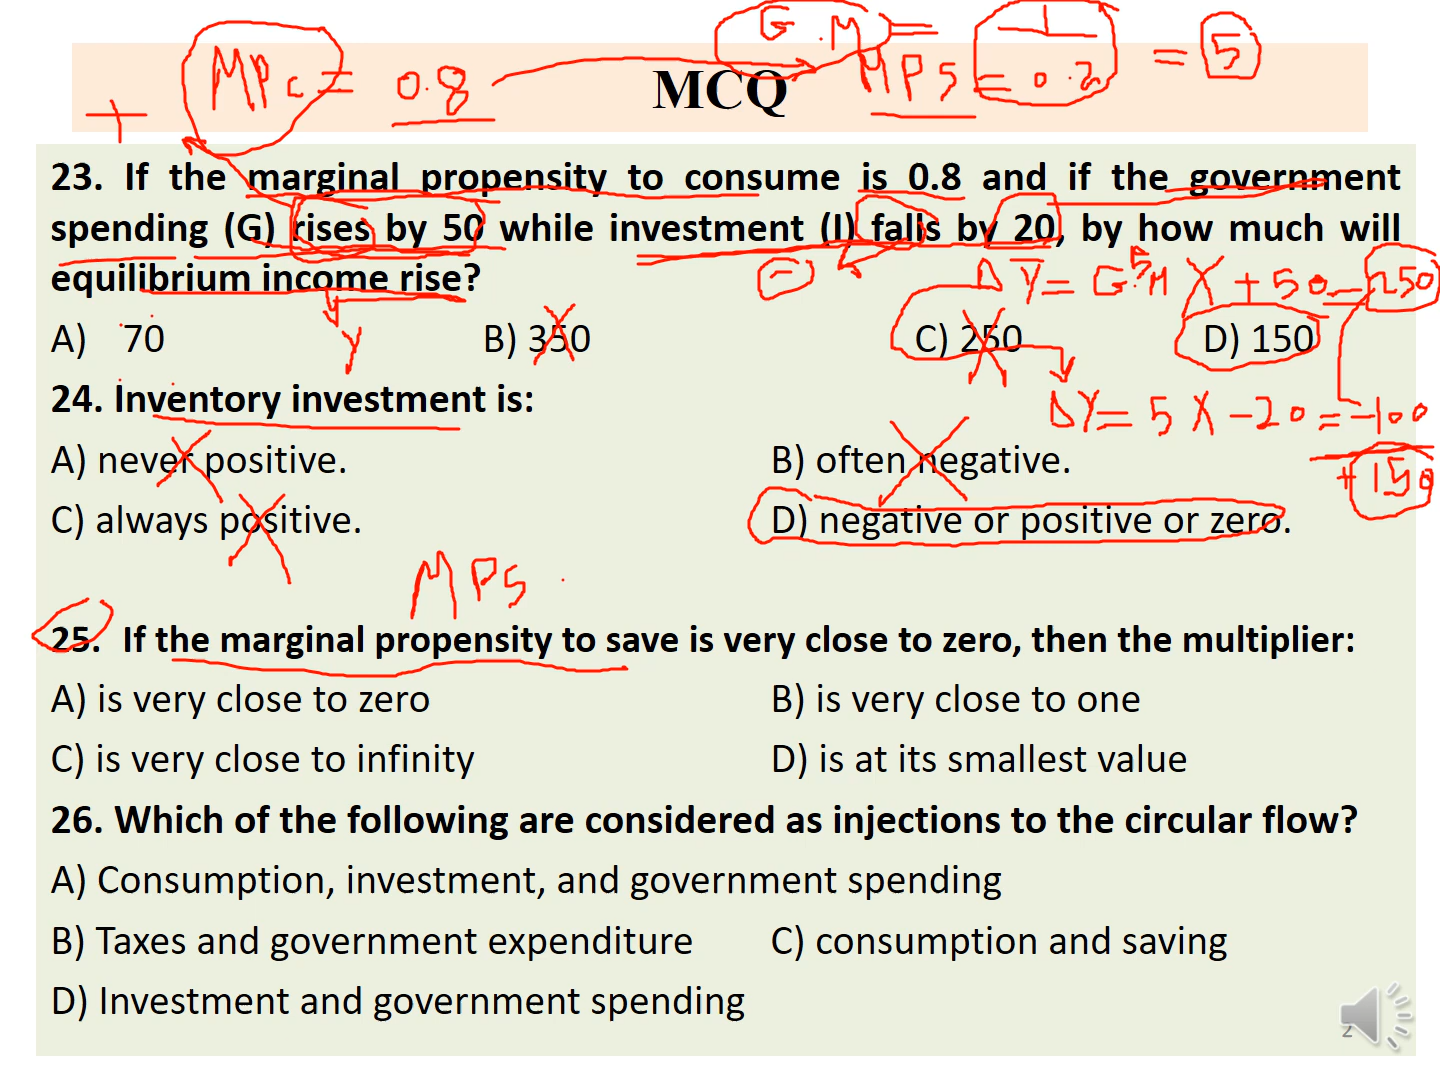 G.M = 1
MPc = 0.8 MPS = 0.2 = 5
MCQ
+
23. If the marginal propensity to consume is 0.8 and if the government
spending (G) rises by 50 while investment (I) falls by 20, by how much will
equilibrium income rise?
(-) ΔY = G.M 5 X + 50 = 250
A) 70 B) 350 C) 250 D) 150
Y
24. Inventory investment is:
ΔY = 5 X - 20 = -100
A) never positive. B) often negative.
+150
C) always positive. D) negative or positive or zero.
MPS
25. If the marginal propensity to save is very close to zero, then the multiplier:
A) is very close to zero B) is very close to one
C) is very close to infinity D) is at its smallest value
26. Which of the following are considered as injections to the circular flow?
A) Consumption, investment, and government spending
B) Taxes and government expenditure C) consumption and saving
D) Investment and government spending
2